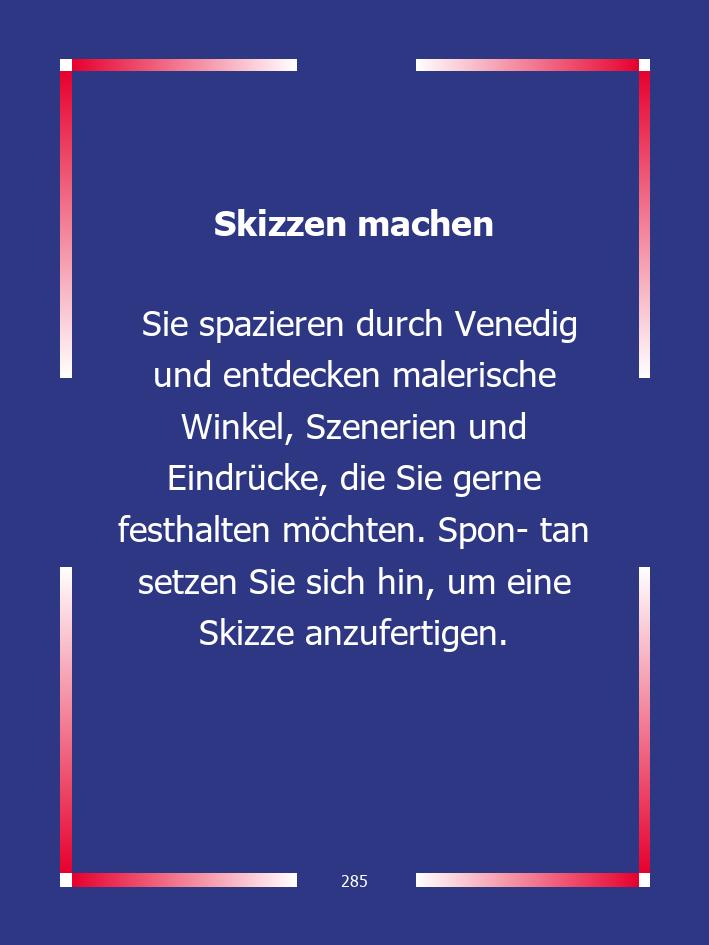 Skizzen machen
Sie spazieren durch Venedig
und entdecken malerische
Winkel, Szenerien und
Eindrücke, die Sie gerne
festhalten möchten. Spon- tan
setzen Sie sich hin, um eine
Skizze anzufertigen.
285